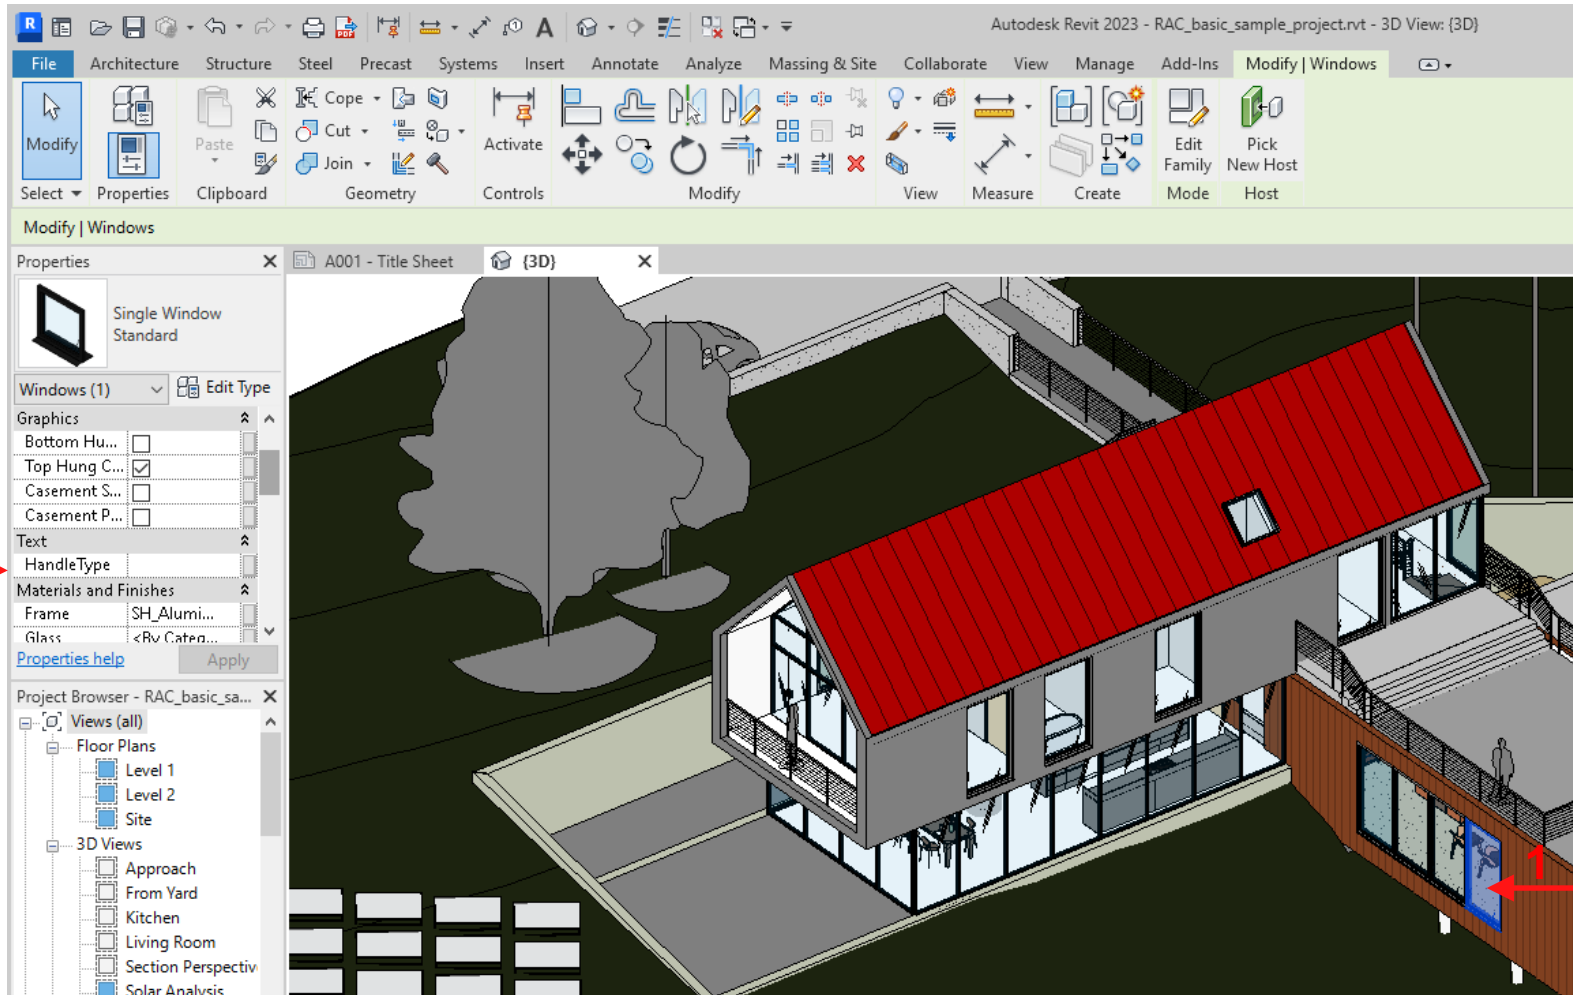 R
PDF
Autodesk Revit 2023 - RAC_basic_sample_project.rvt - 3D View: {3D}
File Architecture Structure Steel Precast Systems Insert Annotate Analyze Massing & Site Collaborate View Manage Add-Ins Modify | Windows
Modify
Paste
Cope
Cut
Join
Activate
Edit
Family
Pick
New Host
Select Properties Clipboard Geometry Controls Modify View Measure Create Mode Host
Modify | Windows
Properties
A001 - Title Sheet
{3D}
Single Window
Standard
Windows (1)
Edit Type
Graphics
Bottom Hu...
Top Hung C...
Casement S...
Casement P...
Text
HandleType
Materials and Finishes
Frame SH_Alumi...
Glass <By Categ...
Properties help
Apply
Project Browser - RAC_basic_sa...
Views (all)
Floor Plans
Level 1
Level 2
Site
3D Views
Approach
From Yard
Kitchen
Living Room
Section Perspectiv
Solar Analysis
1